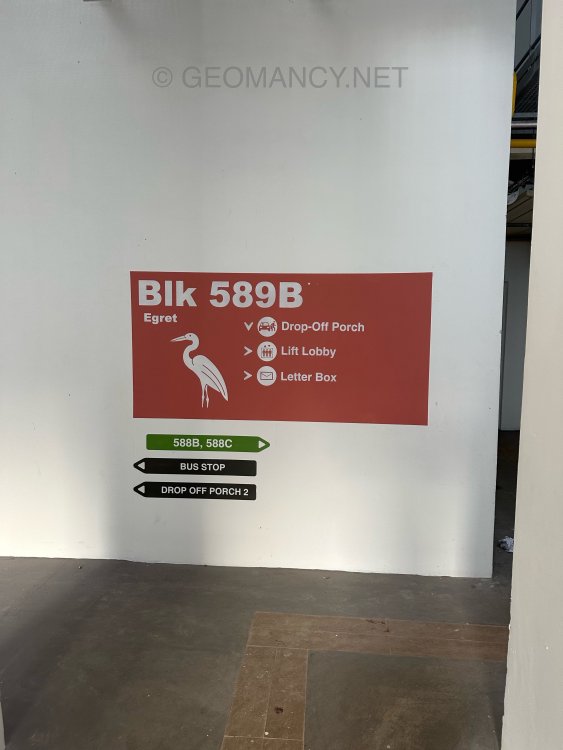 © GEOMANCY.NET
Blk 589B
Egret
Drop-Off Porch
Lift Lobby
Letter Box
588B, 588C
BUS STOP
DROP OFF PORCH 2